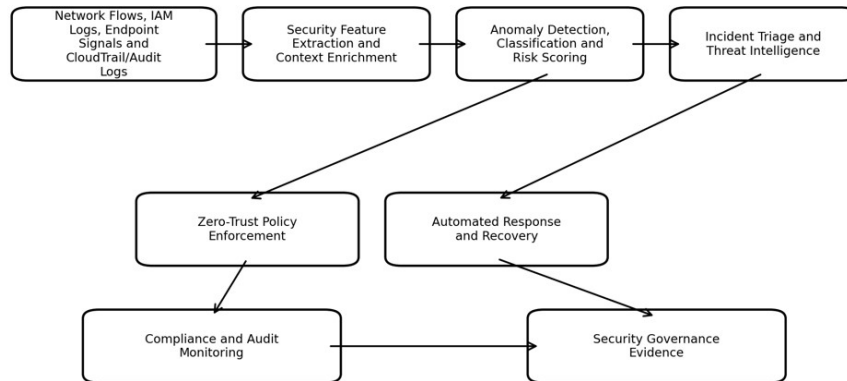 Network Flows, IAM
Logs, Endpoint
Signals and
CloudTrail/Audit
Logs
Security Feature
Extraction and
Context Enrichment
Anomaly Detection,
Classification and
Risk Scoring
Incident Triage and
Threat Intelligence
Zero-Trust Policy
Enforcement
Automated Response
and Recovery
Compliance and Audit
Monitoring
Security Governance
Evidence